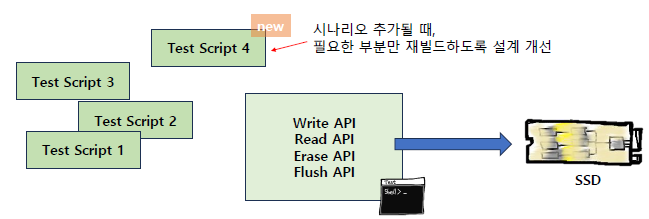 new
Test Script 4
시나리오 추가될 때,
필요한 부분만 재빌드하도록 설계 개선
Test Script 3
Test Script 2
Test Script 1
Write API
Read API
Erase API
Flush API
Test
Shell > _
SSD